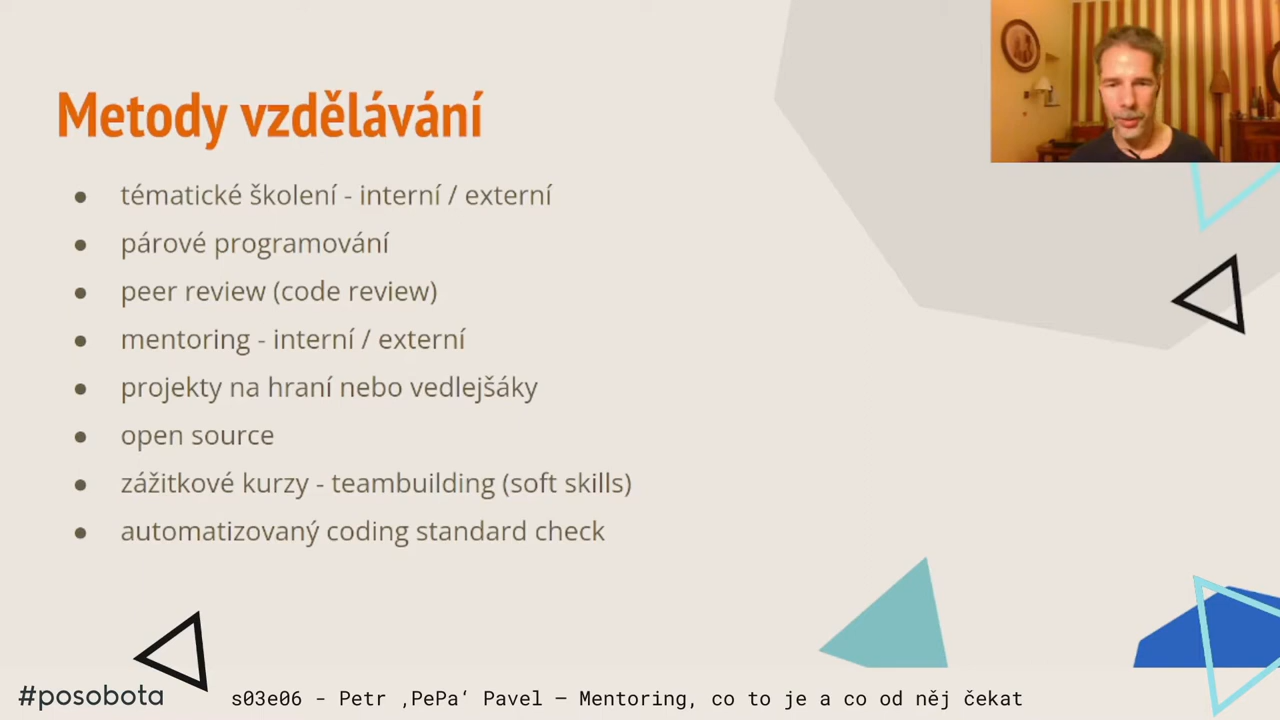 Metody vzdělávání
● tématické školení - interní / externí
● párové programování
● peer review (code review)
● mentoring - interní / externí
● projekty na hraní nebo vedlejšáky
● open source
● zážitkové kurzy - teambuilding (soft skills)
● automatizovaný coding standard check
#posobota
s03e06 - Petr ‚PePa‘ Pavel – Mentoring, co to je a co od něj čekat